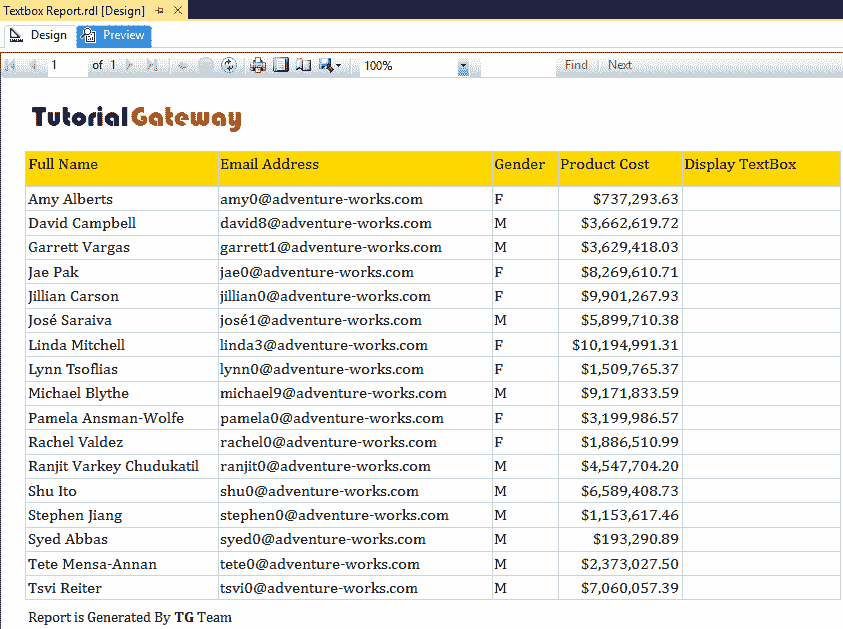 Textbox Report.rdl [Design]
Design Preview
1 of 1 100% Find | Next
TutorialGateway
Full Name Email Address Gender Product Cost Display TextBox
Amy Alberts amy0@adventure-works.com F $737,293.63
David Campbell david8@adventure-works.com M $3,662,619.72
Garrett Vargas garrett1@adventure-works.com M $3,629,418.03
Jae Pak jae0@adventure-works.com F $8,269,610.71
Jillian Carson jillian0@adventure-works.com F $9,901,267.93
José Saraiva josé1@adventure-works.com M $5,899,710.38
Linda Mitchell linda3@adventure-works.com F $10,194,991.31
Lynn Tsoflias lynn0@adventure-works.com F $1,509,765.37
Michael Blythe michael9@adventure-works.com M $9,171,833.59
Pamela Ansman-Wolfe pamela0@adventure-works.com F $3,199,986.57
Rachel Valdez rachel0@adventure-works.com F $1,886,510.99
Ranjit Varkey Chudukatil ranjit0@adventure-works.com M $4,547,704.20
Shu Ito shu0@adventure-works.com M $6,589,408.73
Stephen Jiang stephen0@adventure-works.com M $1,153,617.46
Syed Abbas syed0@adventure-works.com M $193,290.89
Tete Mensa-Annan tete0@adventure-works.com M $2,373,027.50
Tsvi Reiter tsvi0@adventure-works.com M $7,060,057.39
Report is Generated By TG Team